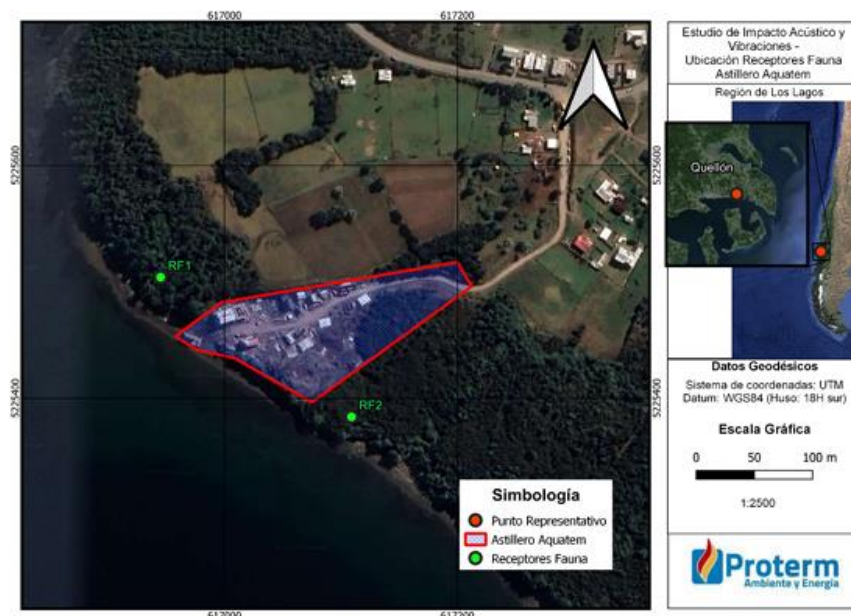 617000
617200
5225600
5225400
RF1
RF2
5225600
5225400
617000
617200
Simbología
Punto Representativo
Astillero Aquatem
Receptores Fauna
Estudio de Impacto Acústico y
Vibraciones -
Ubicación Receptores Fauna
Astillero Aquatem
Región de Los Lagos
Quellón
Datos Geodésicos
Sistema de coordenadas: UTM
Datum: WGS84 (Huso: 18H sur)
Escala Gráfica
0 50 100 m
1:2500
Proterm
Ambiente y Energía